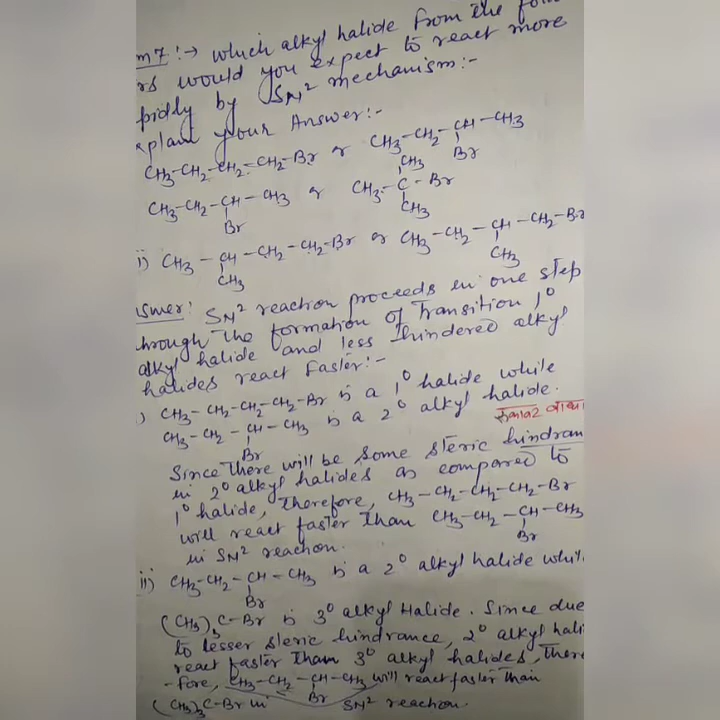 m 7 :→ which alkyl halide from the
rs would you expect to react more
pidly by SN² mechanism:-
xplain your Answer:-
CH3-CH2-CH2-CH2-Br or CH3-CH2-CH-CH3
Br
CH3-CH2-CH-CH3 or CH3-C-Br
Br
CH3
CH3
ii) CH3-CH-CH2-CH2-Br or CH3-CH2-CH-CH2-Br
CH3
CH3
swer: SN² reaction proceeds in one step
through the formation of Transition 1°
alkyl halide and less hindered alkyl
halides react Faster:-
) CH3-CH2-CH2-CH2-Br is a 1° halide while
CH3-CH2-CH-CH3 is a 2° alkyl halide.
Br
रुकावट
Since there will be some steric hindran
in 2° alkyl halides as compared to
1° halide, Therefore, CH3-CH2-CH2-CH2-Br
will react faster than CH3-CH2-CH-CH3
Br
in SN² reaction.
ii) CH3-CH2-CH-CH3 is a 2° alkyl halide whil
Br
(CH3)3C-Br is 3° alkyl Halide. Since due
to lesser steric hindrance, 2° alkyl hali
react faster than 3° alkyl halides, There
-fore, CH3-CH2-CH-CH3 will react faster than
Br
(CH3)3C-Br in SN² reaction.